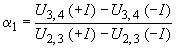 α₁ = (U₃,₄(+I) − U₃,₄(−I)) / (U₂,₃(+I) − U₂,₃(−I))